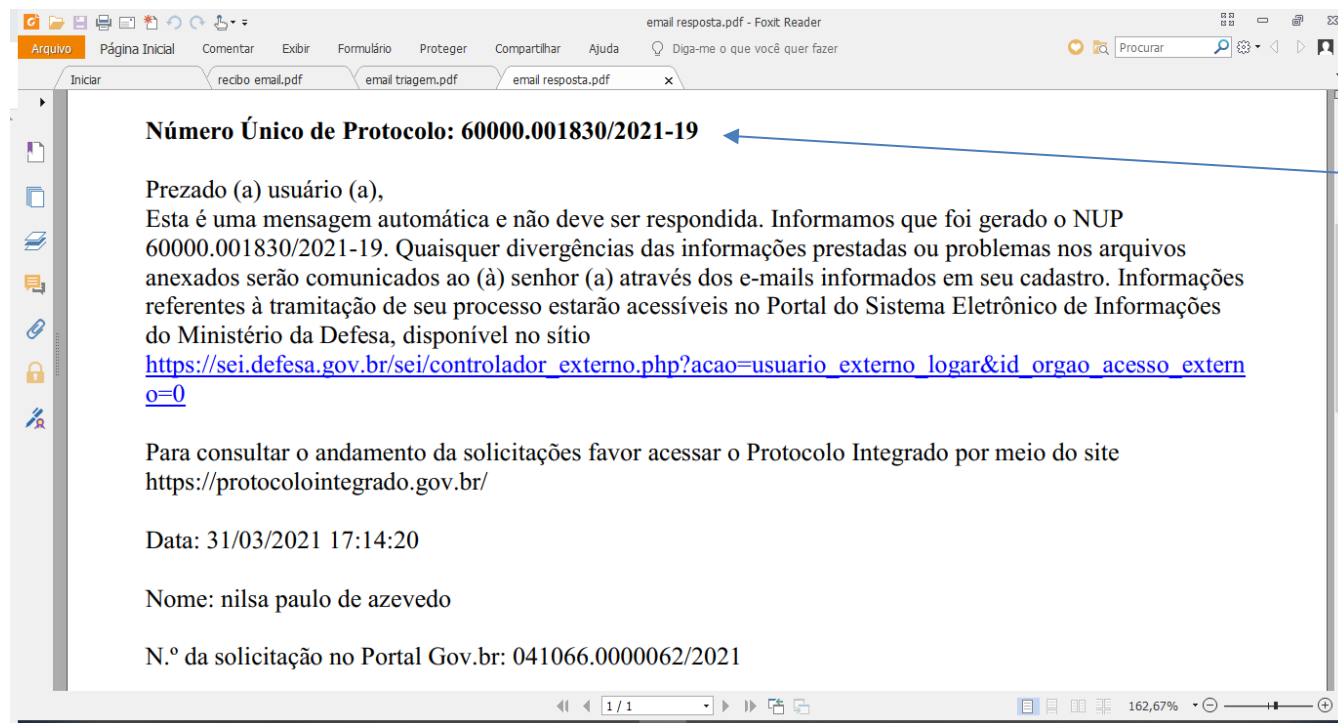 email resposta.pdf - Foxit Reader
Arquivo Página Inicial Comentar Exibir Formulário Proteger Compartilhar Ajuda Diga-me o que você quer fazer Procurar
Iniciar recibo email.pdf email triagem.pdf email resposta.pdf x
Número Único de Protocolo: 60000.001830/2021-19
Prezado (a) usuário (a),
Esta é uma mensagem automática e não deve ser respondida. Informamos que foi gerado o NUP
60000.001830/2021-19. Quaisquer divergências das informações prestadas ou problemas nos arquivos
anexados serão comunicados ao (à) senhor (a) através dos e-mails informados em seu cadastro. Informações
referentes à tramitação de seu processo estarão acessíveis no Portal do Sistema Eletrônico de Informações
do Ministério da Defesa, disponível no sítio
https://sei.defesa.gov.br/sei/controlador_externo.php?acao=usuario_externo_logar&id_orgao_acesso_extern
o=0
Para consultar o andamento da solicitações favor acessar o Protocolo Integrado por meio do site
https://protocolointegrado.gov.br/
Data: 31/03/2021 17:14:20
Nome: nilsa paulo de azevedo
N.º da solicitação no Portal Gov.br: 041066.0000062/2021
1 / 1 162,67%